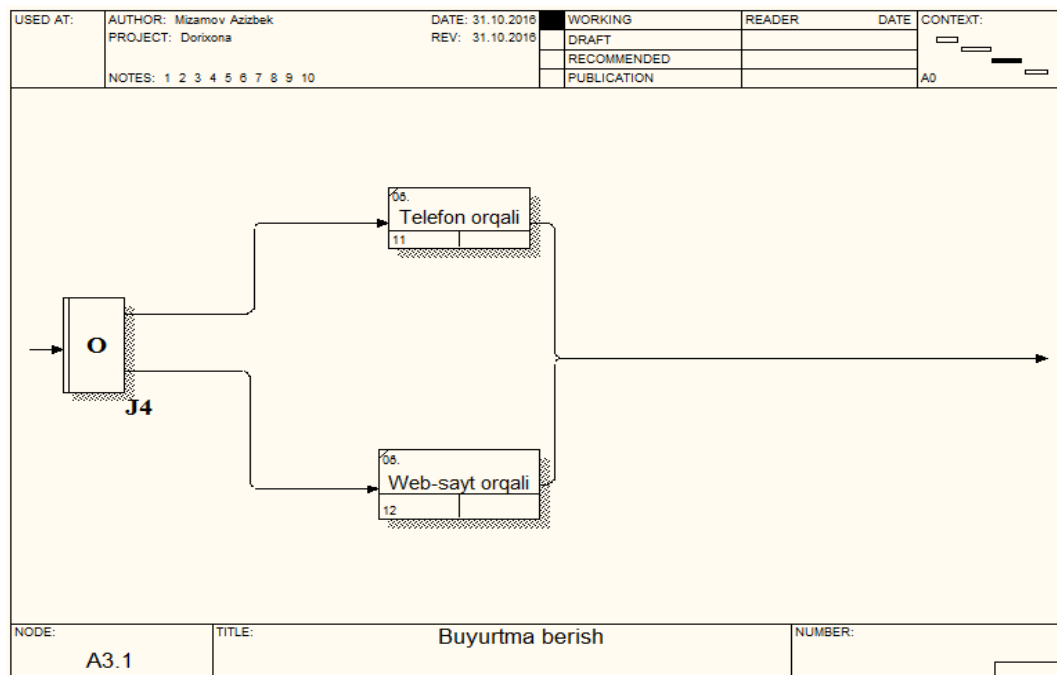 USED AT:
AUTHOR: Mizamov Azizbek
DATE: 31.10.2016
PROJECT: Dorixona
REV: 31.10.2016
NOTES: 1 2 3 4 5 6 7 8 9 10
WORKING
DRAFT
RECOMMENDED
PUBLICATION
READER DATE
CONTEXT:
A0
0б.
Telefon orqali
11
O
J4
0б.
Web-sayt orqali
12
NODE:
A3.1
TITLE:
Buyurtma berish
NUMBER: